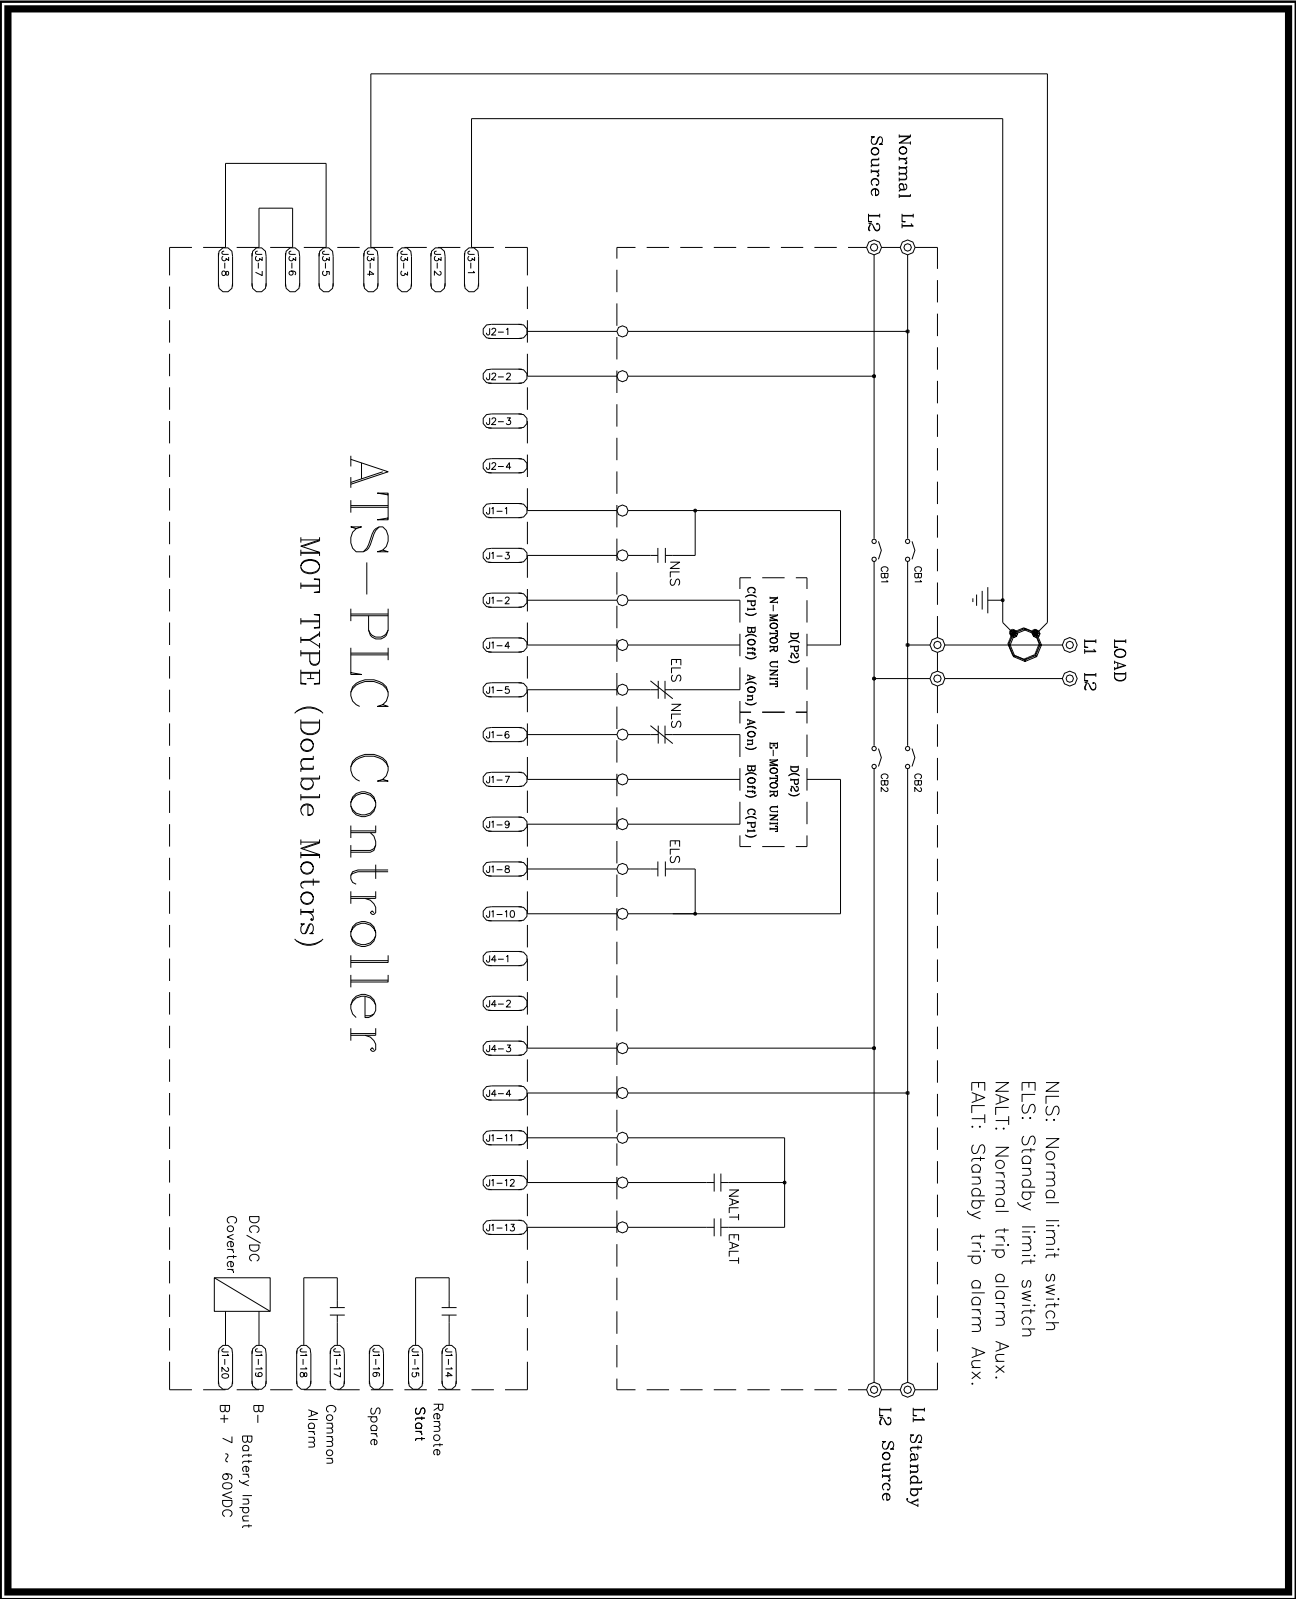 LOAD
L1 L2
Normal L1
Source L2
L1 Standby
L2 Source
CB1
CB1
CB2
CB2
NLS: Normal limit switch
ELS: Standby limit switch
NALT: Normal trip alarm Aux.
EALT: Standby trip alarm Aux.
D(P2)
N-MOTOR UNIT
C(P1) B(Off) A(On)
D(P2)
E-MOTOR UNIT
A(On) B(Off) C(P1)
NLS
ELS
NLS
ELS
NALT
EALT
J2-1
J2-2
J2-3
J2-4
J1-1
J1-3
J1-2
J1-4
J1-5
J1-6
J1-7
J1-9
J1-8
J1-10
J4-1
J4-2
J4-3
J4-4
J1-11
J1-12
J1-13
J3-1
J3-2
J3-3
J3-4
J3-5
J3-6
J3-7
J3-8
ATS-PLC Controller
MOT TYPE (Double Motors)
J1-14
J1-15
J1-16
J1-17
J1-18
J1-19
J1-20
Remote
Start
Spare
Common
Alarm
DC/DC
Coverter
B- Battery Input
B+ 7 ~ 60VDC